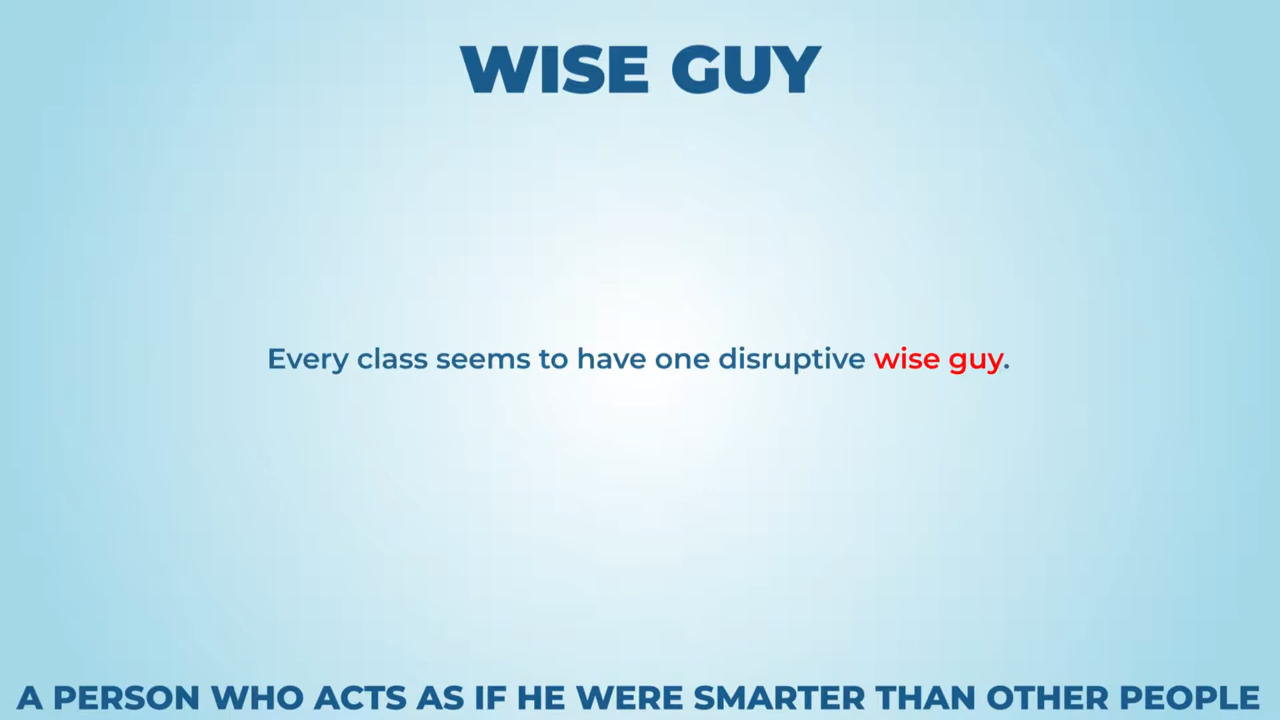 WISE GUY
Every class seems to have one disruptive wise guy.
A PERSON WHO ACTS AS IF HE WERE SMARTER THAN OTHER PEOPLE